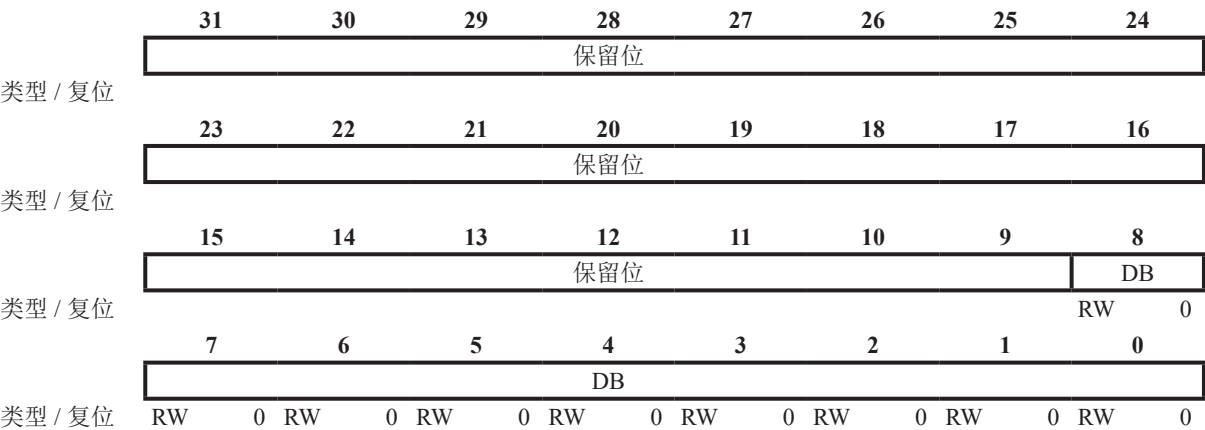 31 30 29 28 27 26 25 24
保留位
类型 / 复位
23 22 21 20 19 18 17 16
保留位
类型 / 复位
15 14 13 12 11 10 9 8
保留位 DB
类型 / 复位 RW 0
7 6 5 4 3 2 1 0
DB
类型 / 复位 RW 0 RW 0 RW 0 RW 0 RW 0 RW 0 RW 0 RW 0